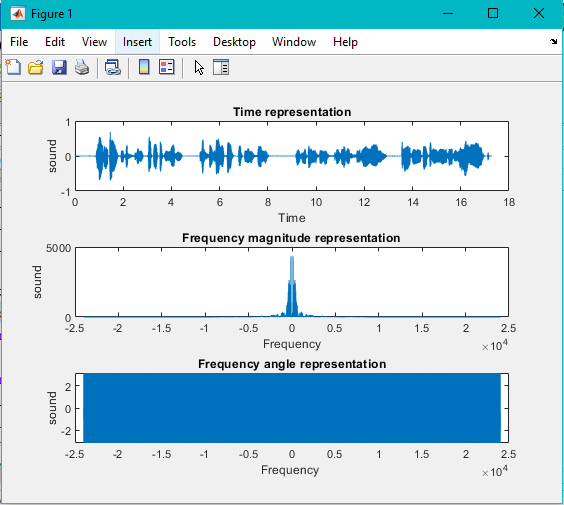 Figure 1
File Edit View Insert Tools Desktop Window Help
Time representation
1
0
-1
sound
0 2 4 6 8 10 12 14 16 18
Time
Frequency magnitude representation
5000
0
sound
-2.5 -2 -1.5 -1 -0.5 0 0.5 1 1.5 2 2.5
Frequency
×10^4
Frequency angle representation
2
0
-2
sound
-2.5 -2 -1.5 -1 -0.5 0 0.5 1 1.5 2 2.5
Frequency
×10^4